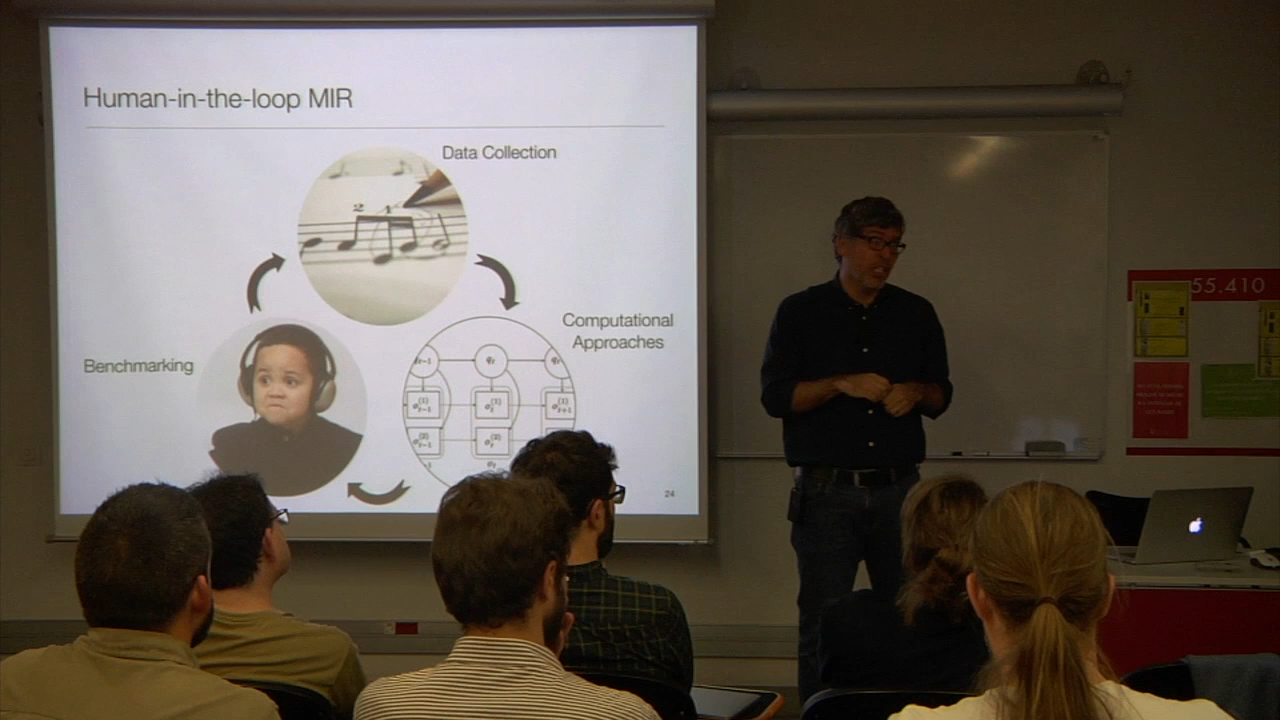 Human-in-the-loop MIR
Data Collection
Computational
Approaches
Benchmarking
24
55.410